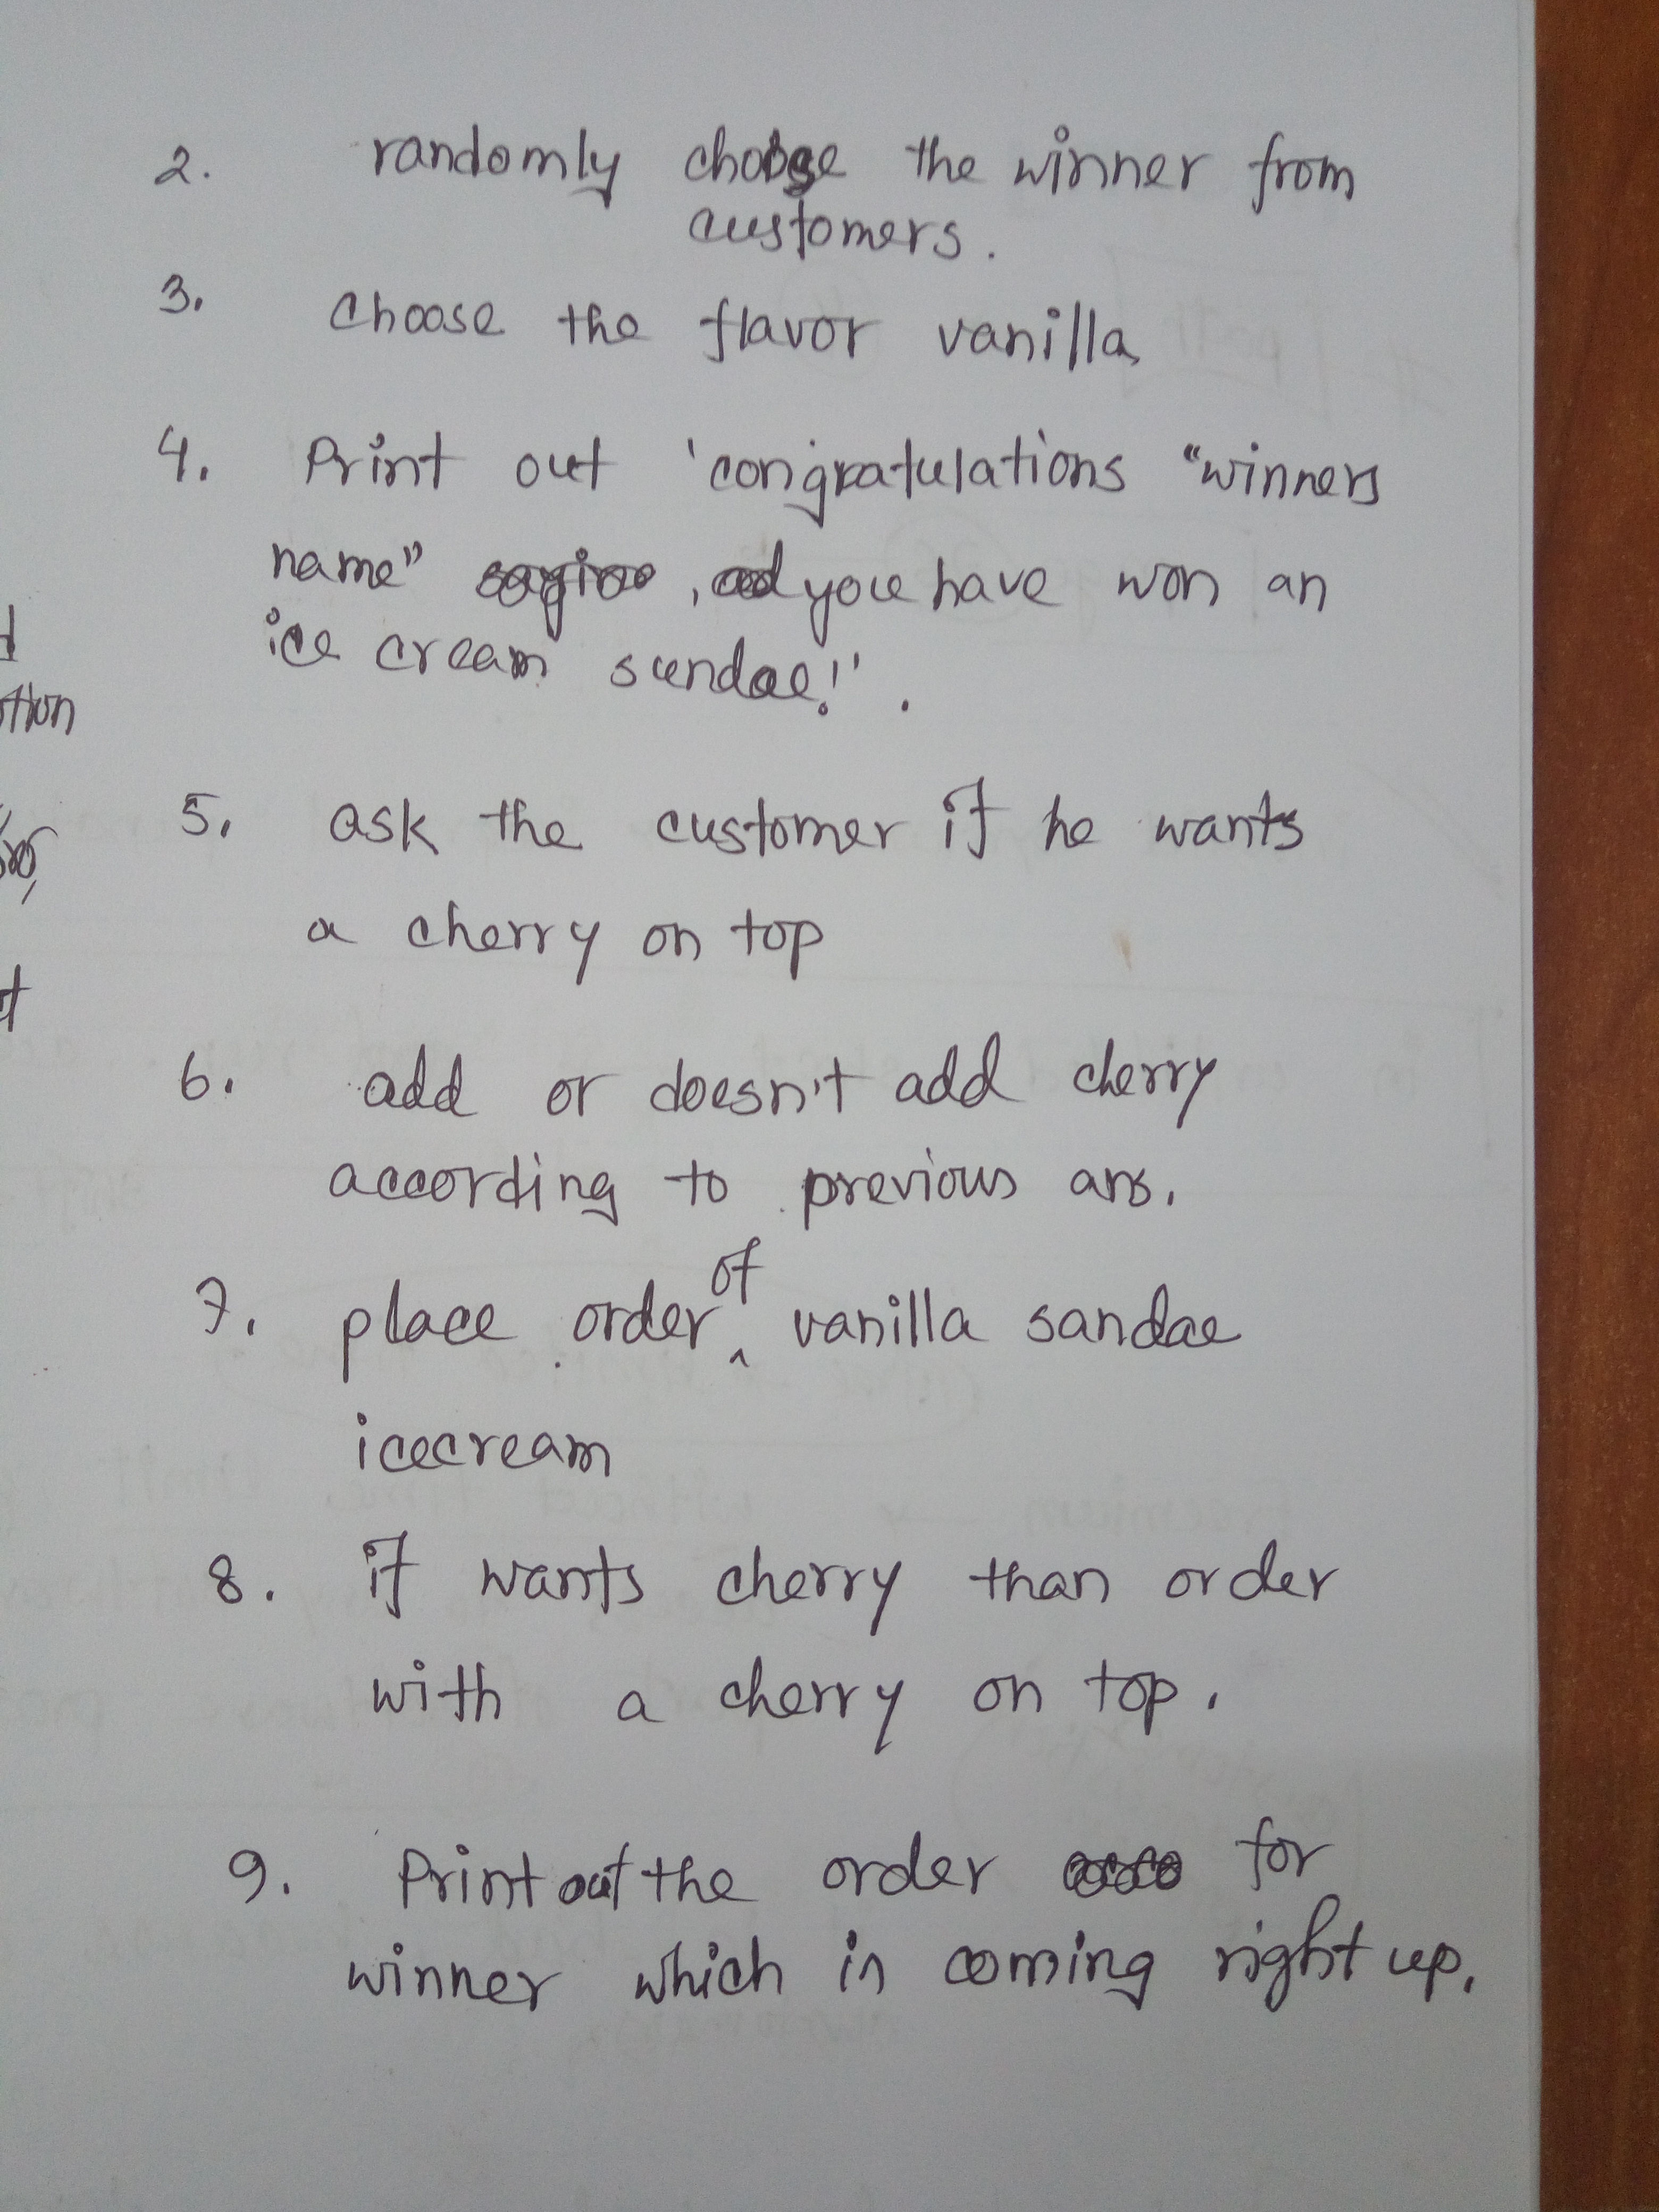 2. randomly choose the winner from
customers.
3. choose the flavor vanilla
4. Print out 'congratulations "winners
name" , you have won an
ice cream sundae!'.
5. ask the customer if he wants
a cherry on top
6. add or doesn't add cherry
according to previous ans.
7. place order of vanilla sandae
icecream
8. if wants cherry than order
with a cherry on top.
9. Print out the order for
winner which is coming right up.